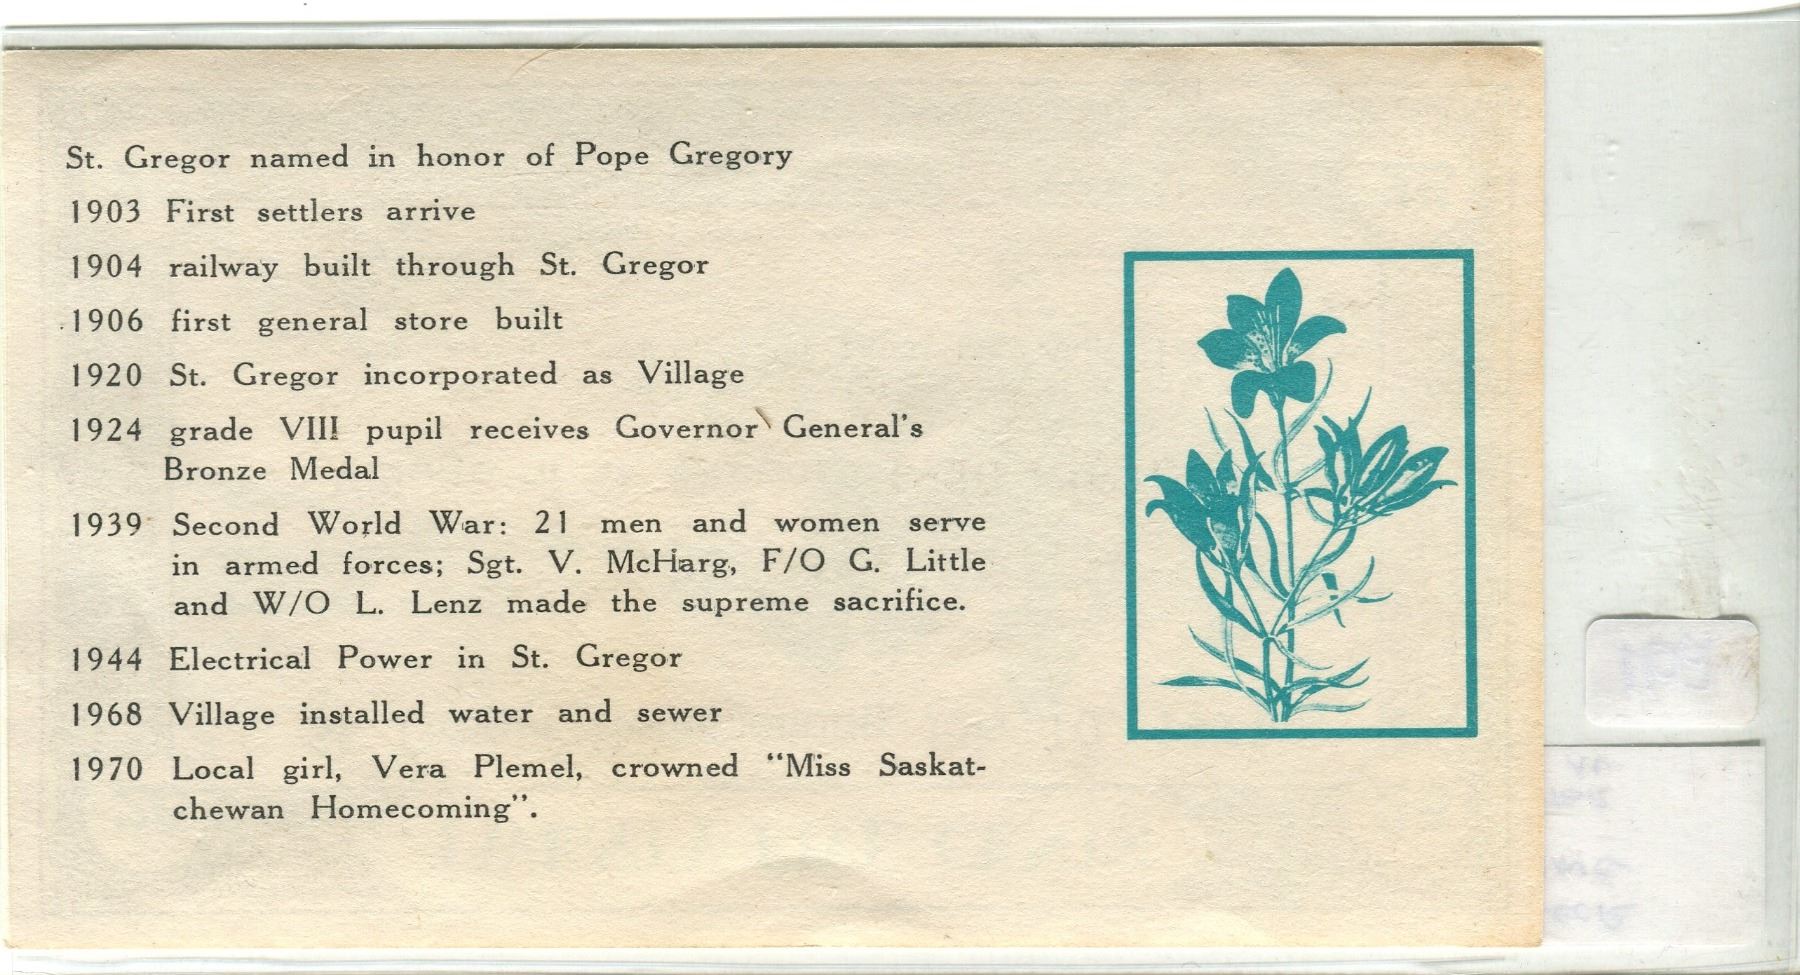 St. Gregor named in honor of Pope Gregory
1903 First settlers arrive
1904 railway built through St. Gregor
1906 first general store built
1920 St. Gregor incorporated as Village
1924 grade VIII pupil receives Governor General's
Bronze Medal
1939 Second World War: 21 men and women serve
in armed forces; Sgt. V. McHarg, F/O G. Little
and W/O L. Lenz made the supreme sacrifice.
1944 Electrical Power in St. Gregor
1968 Village installed water and sewer
1970 Local girl, Vera Plemel, crowned “Miss Saskat-
chewan Homecoming”.